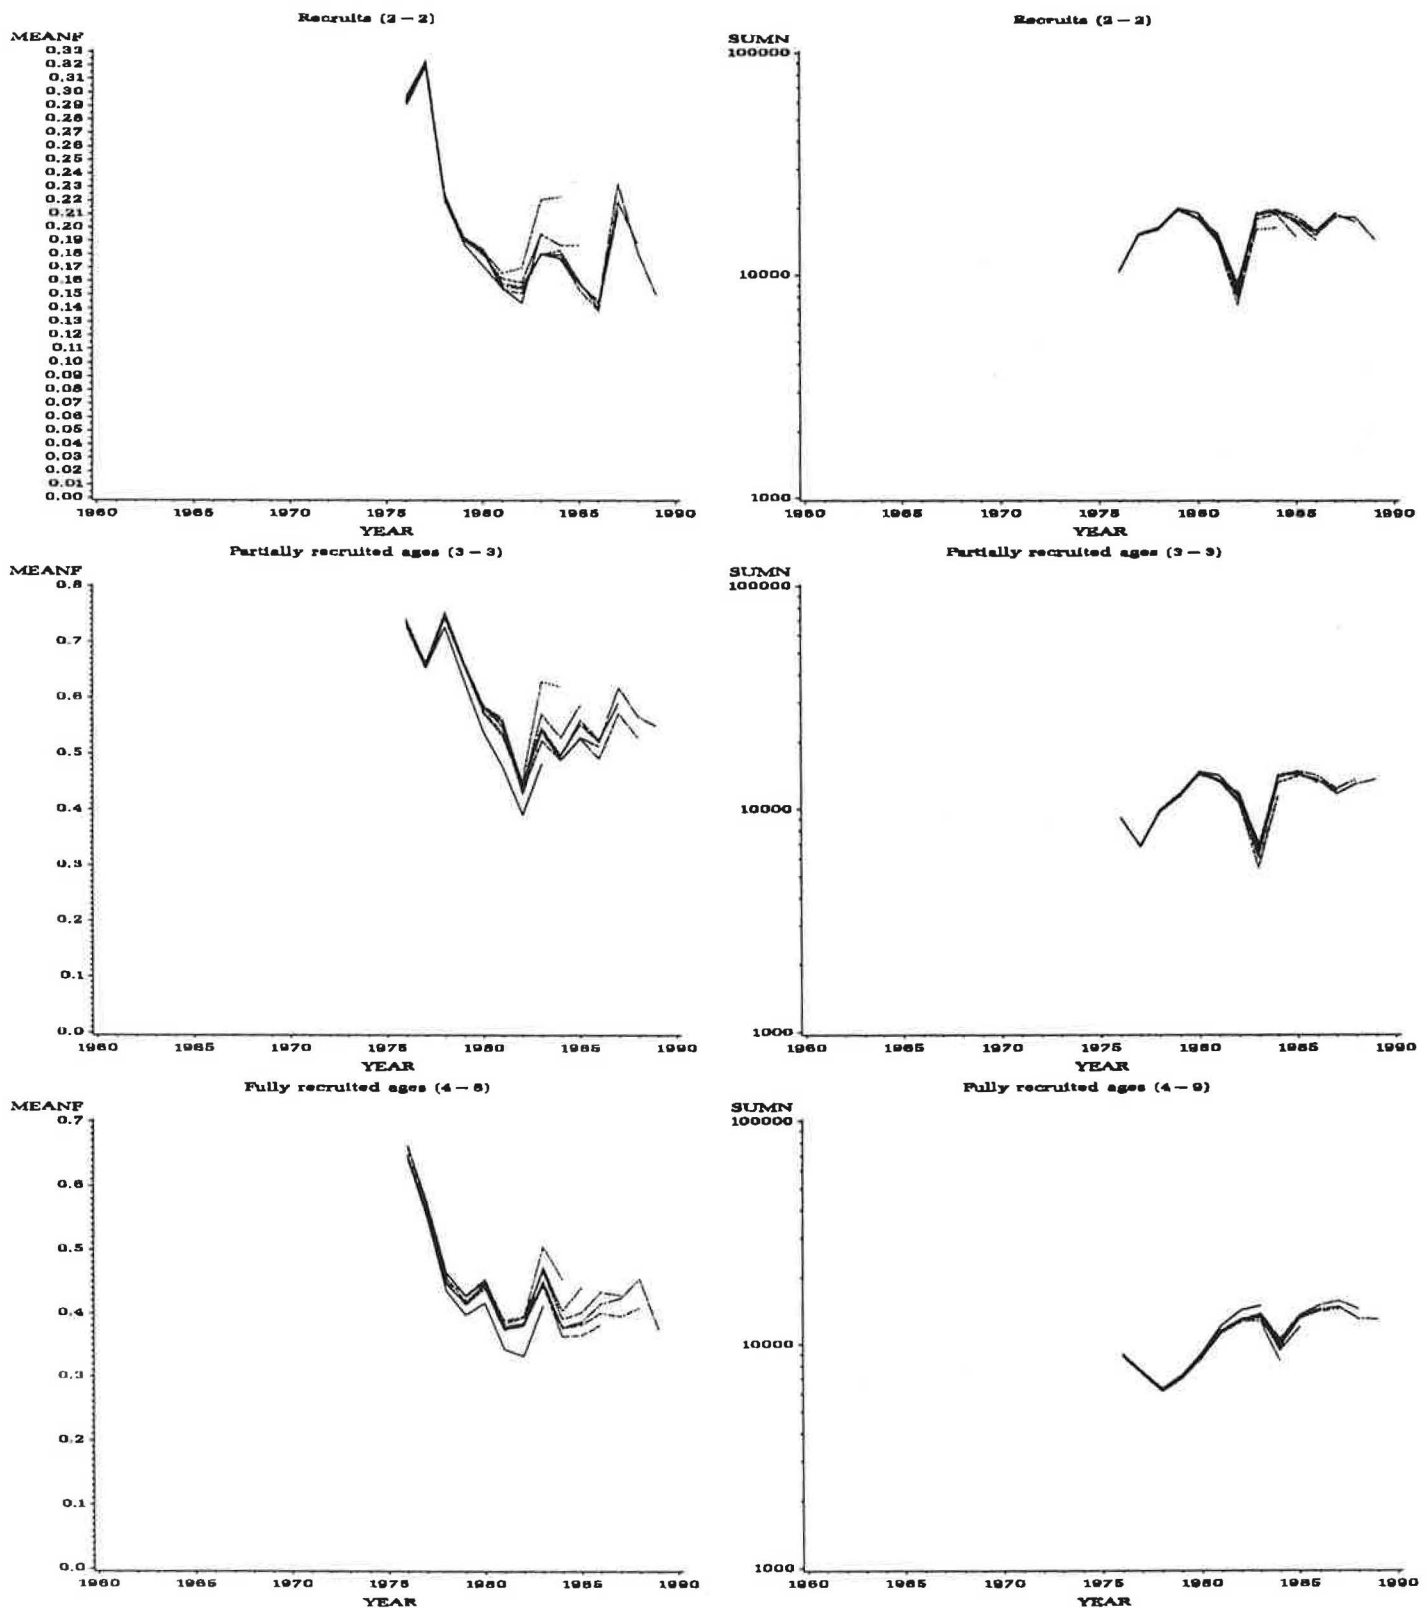 Recruits (2 – 2)
MEANF
0.33
0.32
0.31
0.30
0.29
0.28
0.27
0.26
0.25
0.24
0.23
0.22
0.21
0.20
0.19
0.18
0.17
0.16
0.15
0.14
0.13
0.12
0.11
0.10
0.09
0.08
0.07
0.06
0.05
0.04
0.03
0.02
0.01
0.00
1960 1965 1970 1975 1980 1985 1990
YEAR
Recruits (2 – 2)
SUMN
100000
10000
1000
1960 1965 1970 1975 1980 1985 1990
YEAR
Partially recruited ages (3 – 3)
MEANF
0.8
0.7
0.6
0.5
0.4
0.3
0.2
0.1
0.0
1960 1965 1970 1975 1980 1985 1990
YEAR
Partially recruited ages (3 – 3)
SUMN
100000
10000
1000
1960 1965 1970 1975 1980 1985 1990
YEAR
Fully recruited ages (4 – 8)
MEANF
0.7
0.6
0.5
0.4
0.3
0.2
0.1
0.0
1960 1965 1970 1975 1980 1985 1990
YEAR
Fully recruited ages (4 – 9)
SUMN
100000
10000
1000
1960 1965 1970 1975 1980 1985 1990
YEAR